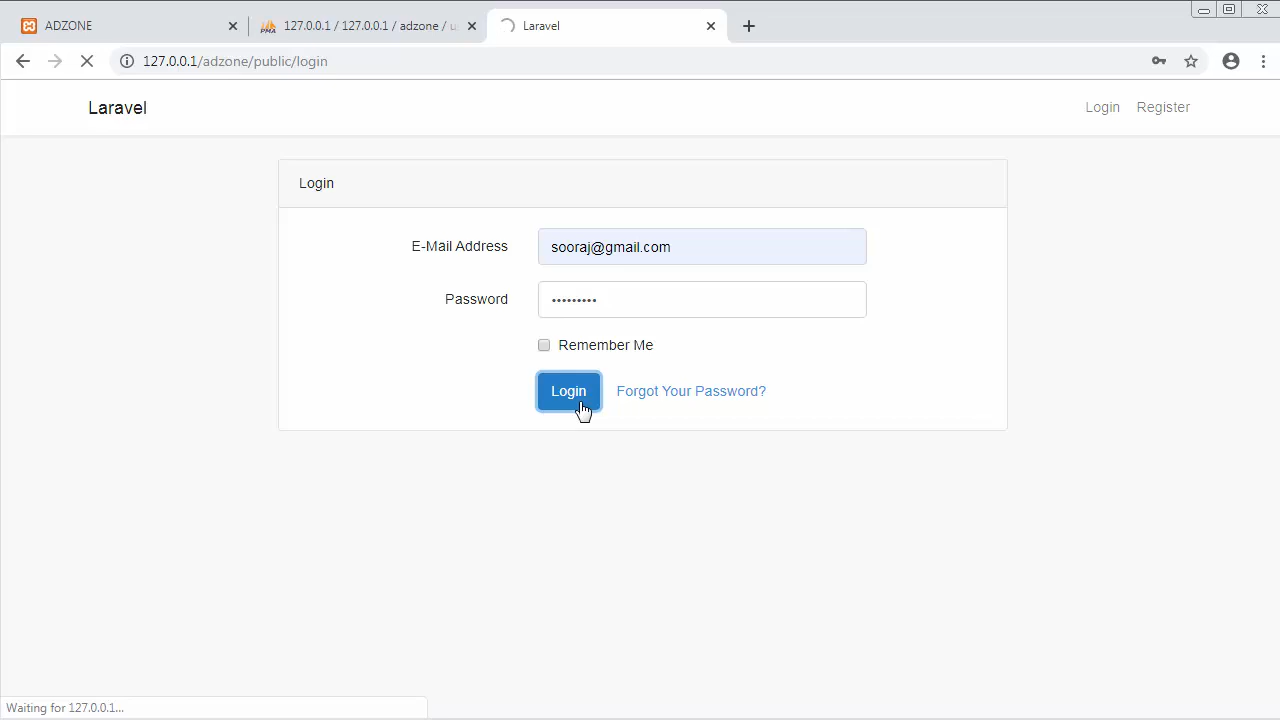 ADZONE
127.0.0.1 / 127.0.0.1 / adzone / u
Laravel
127.0.0.1/adzone/public/login
Laravel
Login Register
Login
E-Mail Address sooraj@gmail.com
Password •••••••••
Remember Me
Login Forgot Your Password?
Waiting for 127.0.0.1...